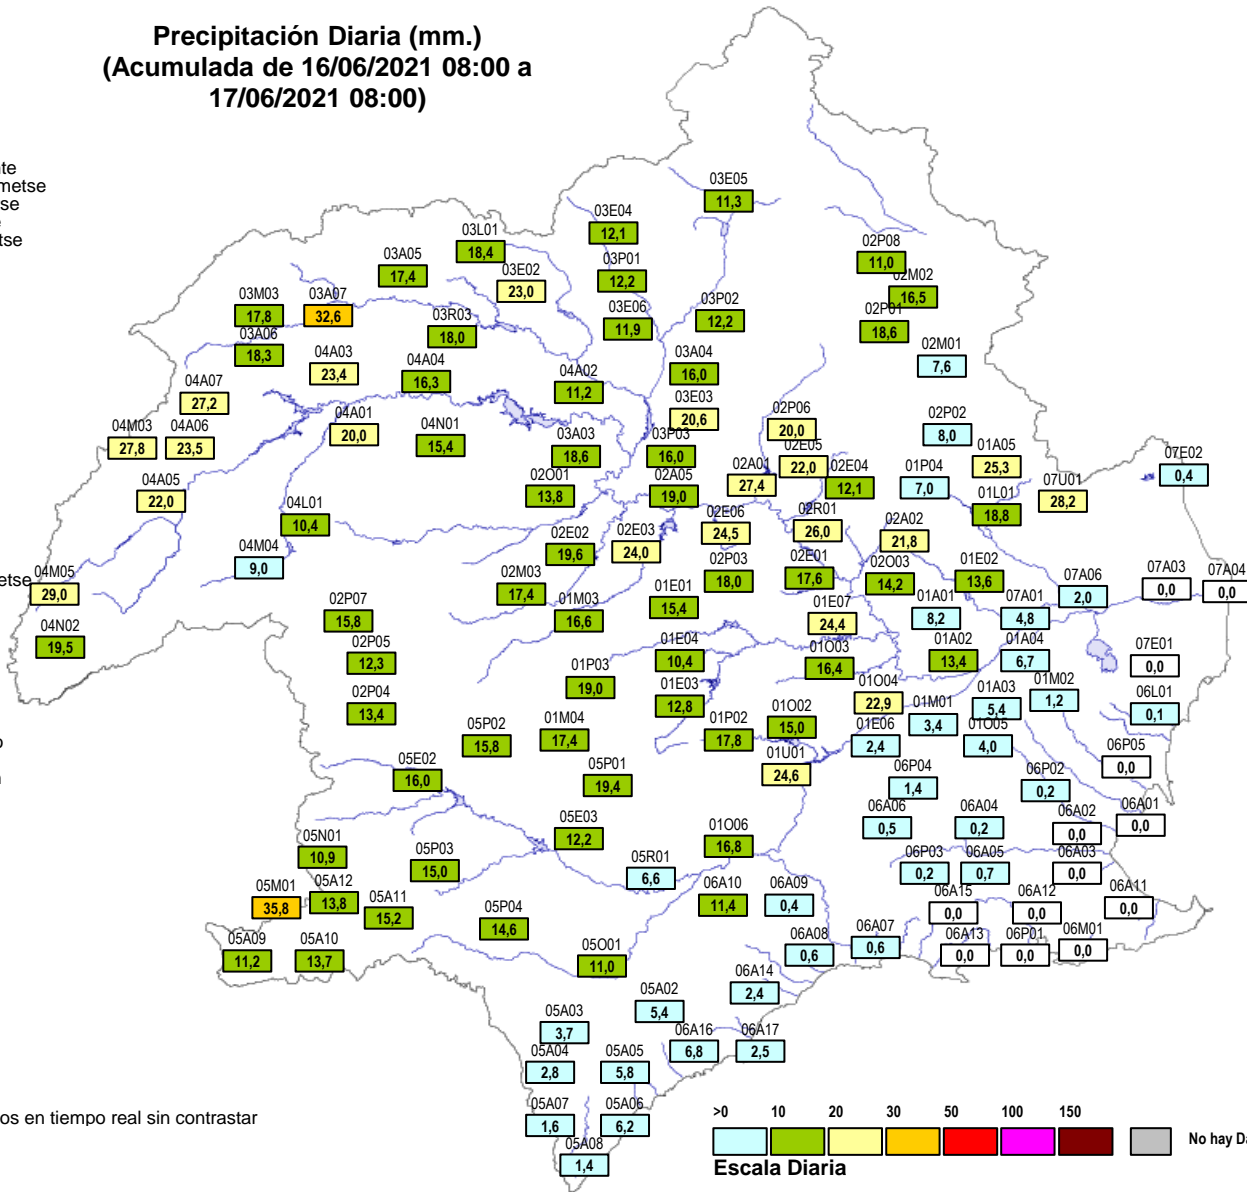 Precipitación Diaria (mm.)
(Acumulada de 16/06/2021 08:00 a
17/06/2021 08:00)
te
metse
se
tse
03E05
11,3
03E04
12,1
03L01
18,4
03A05
17,4
03E02
23,0
03P01
12,2
02P08
11,0
02M02
16,5
03M03
17,8
03A07
32,6
03E06
11,9
03P02
12,2
02P01
18,6
03R03
18,0
03A06
18,3
04A03
23,4
04A04
16,3
04A02
11,2
03A04
16,0
02M01
7,6
04A07
27,2
03E03
20,6
04M03
27,8
04A06
23,5
04A01
20,0
04N01
15,4
03A03
18,6
03P03
16,0
02P06
20,0
02P02
8,0
02E05
22,0
01A05
25,3
07E02
0,4
04A05
22,0
02O01
13,8
02A05
19,0
02A01
27,4
02E04
12,1
01P04
7,0
07U01
28,2
04L01
10,4
01L01
18,8
02E06
24,5
02R01
26,0
02E02
19,6
02E03
24,0
02A02
21,8
04M04
9,0
etse
04M05
29,0
02M03
17,4
02P03
18,0
02E01
17,6
02O03
14,2
01E02
13,6
07A06
2,0
07A03
0,0
07A04
0,0
02P07
15,8
01M03
16,6
01E01
15,4
01E07
24,4
01A01
8,2
07A01
4,8
04N02
19,5
02P05
12,3
01E04
10,4
01O03
16,4
01A02
13,4
01A04
6,7
07E01
0,0
01P03
19,0
01E03
12,8
01O04
22,9
01A03
5,4
01M02
1,2
06L01
0,1
02P04
13,4
01M01
3,4
05P02
15,8
01M04
17,4
01P02
17,8
01O02
15,0
01E06
2,4
01O05
4,0
06P05
0,0
05E02
16,0
05P01
19,4
01U01
24,6
06P04
1,4
06P02
0,2
06A06
0,5
06A04
0,2
06A02
0,0
06A01
0,0
05E03
12,2
01O06
16,8
05N01
10,9
05P03
15,0
05R01
6,6
06P03
0,2
06A05
0,7
06A03
0,0
05M01
35,8
05A12
13,8
05A11
15,2
06A10
11,4
06A09
0,4
06A15
0,0
06A12
0,0
06A11
0,0
05P04
14,6
05A09
11,2
05A10
13,7
05O01
11,0
06A08
0,6
06A07
0,6
06A13
0,0
06P01
0,0
06M01
0,0
06A14
2,4
05A02
5,4
05A03
3,7
06A16
6,8
06A17
2,5
05A04
2,8
05A05
5,8
05A07
1,6
05A06
6,2
05A08
1,4
os en tiempo real sin contrastar
>0 10 20 30 50 100 150
No hay Da
Escala Diaria